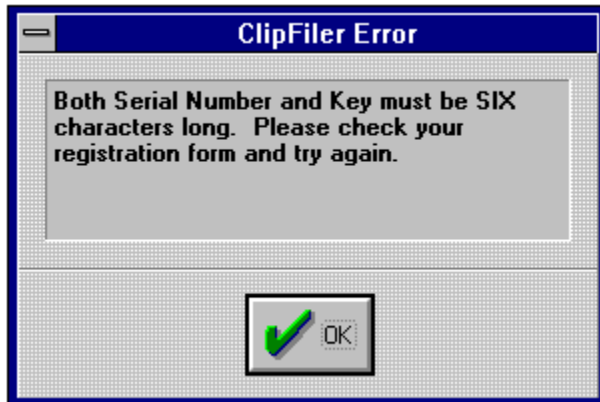 ClipFiler Error
Both Serial Number and Key must be SIX
characters long.  Please check your
registration form and try again.
OK